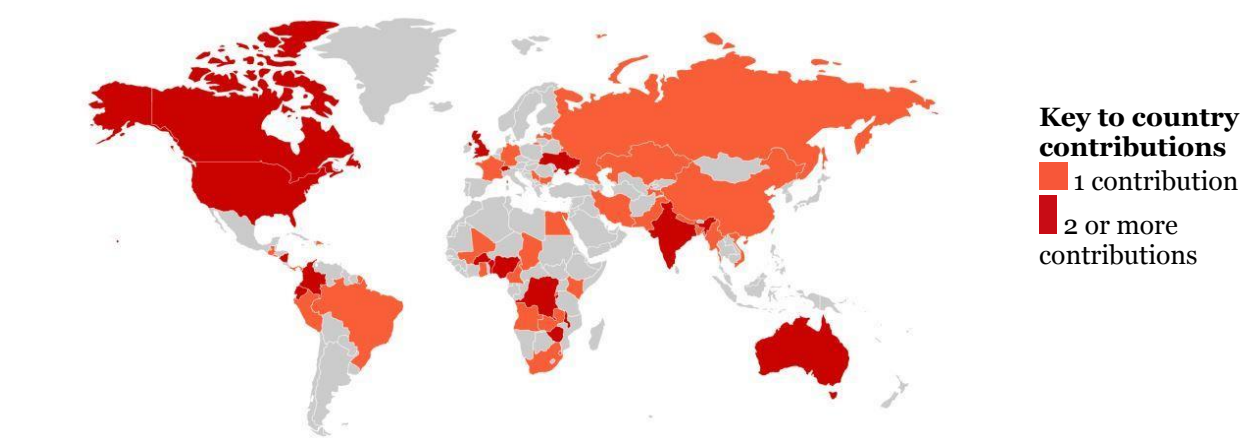 Key to country
contributions
1 contribution
2 or more
contributions